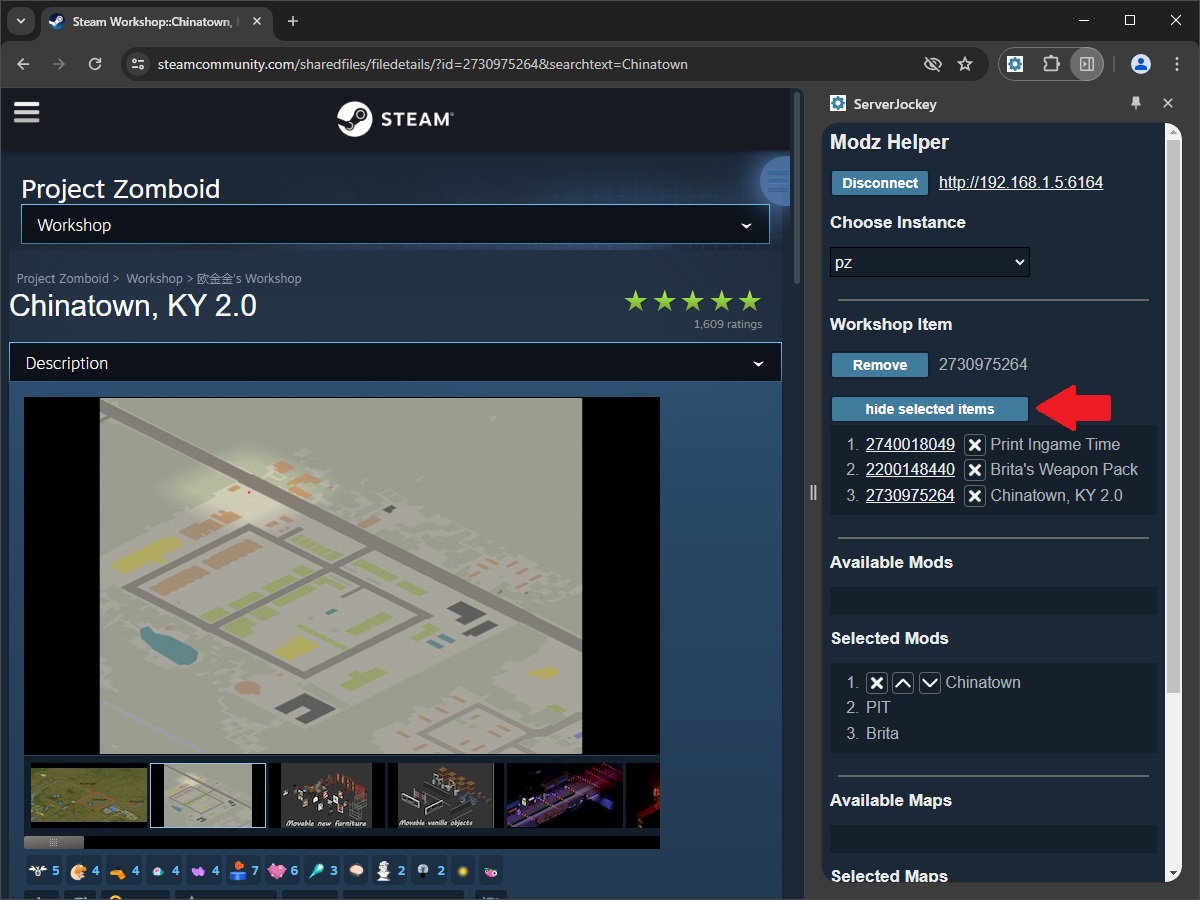 Steam Workshop::Chinatown,
steamcommunity.com/sharedfiles/filedetails/?id=2730975264&searchtext=Chinatown
STEAM
Project Zomboid
Workshop
Project Zomboid > Workshop > 欧金金's Workshop
Chinatown, KY 2.0
1,609 ratings
Description
Movable new furniture
Movable vanilla objects
5 4 4 4 4 7 6 3 2 2
ServerJockey
Modz Helper
Disconnect http://192.168.1.5:6164
Choose Instance
pz
Workshop Item
Remove 2730975264
hide selected items
1. 2740018049 Print Ingame Time
2. 2200148440 Brita's Weapon Pack
3. 2730975264 Chinatown, KY 2.0
Available Mods
Selected Mods
1. Chinatown
2. PIT
3. Brita
Available Maps
Selected Maps